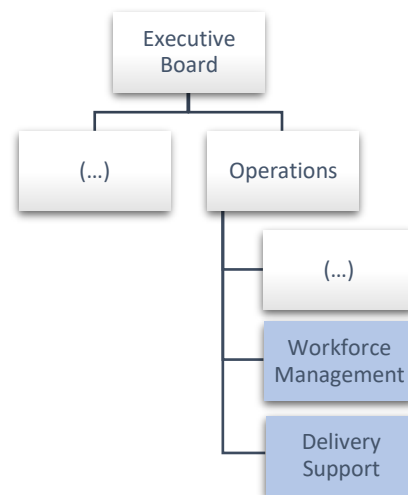 Executive
Board
(...)
Operations
(...)
Workforce
Management
Delivery
Support